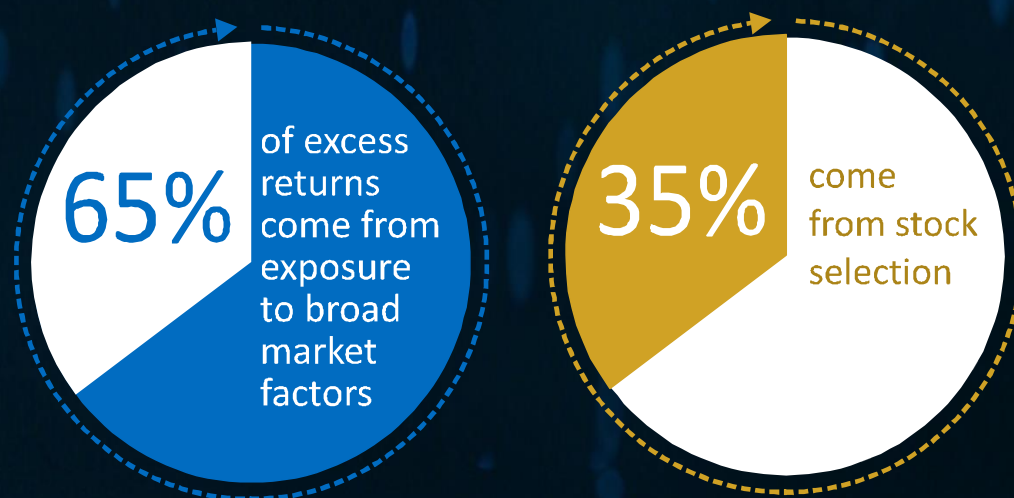 65%
of excess
returns
come from
exposure
to broad
market
factors
35%
come
from stock
selection